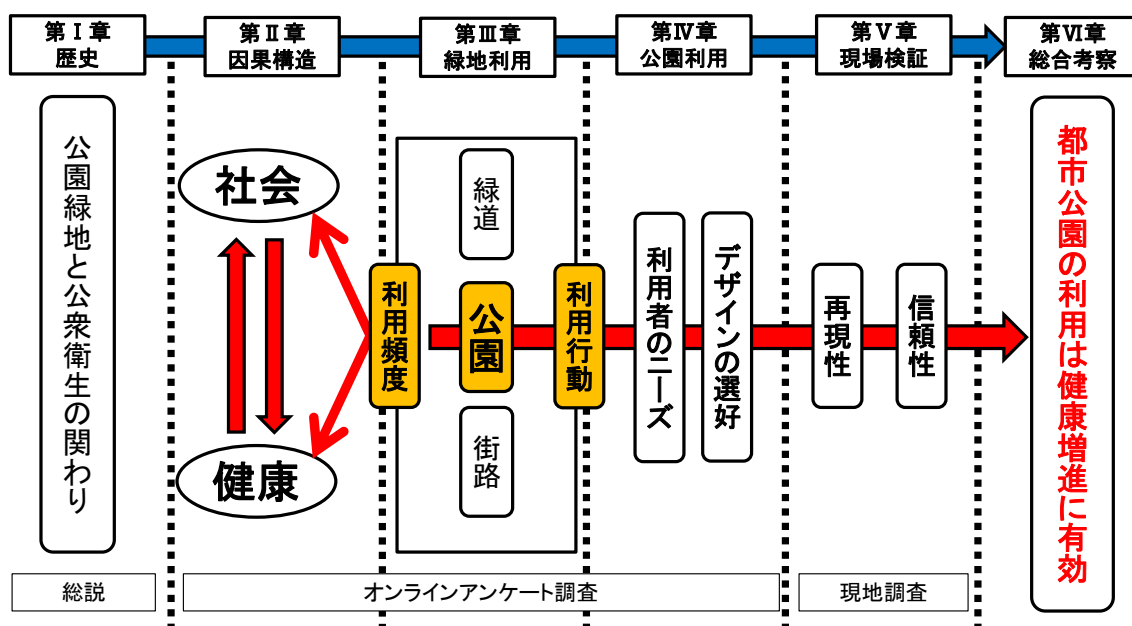 第Ⅰ章
歴史
第Ⅱ章
因果構造
第Ⅲ章
緑地利用
第Ⅳ章
公園利用
第Ⅴ章
現場検証
第Ⅵ章
総合考察
公園緑地と公衆衛生の関わり
社会
健康
利用頻度
緑道
公園
街路
利用行動
利用者のニーズ
デザインの選好
再現性
信頼性
都市公園の利用は健康増進に有効
総説
オンラインアンケート調査
現地調査